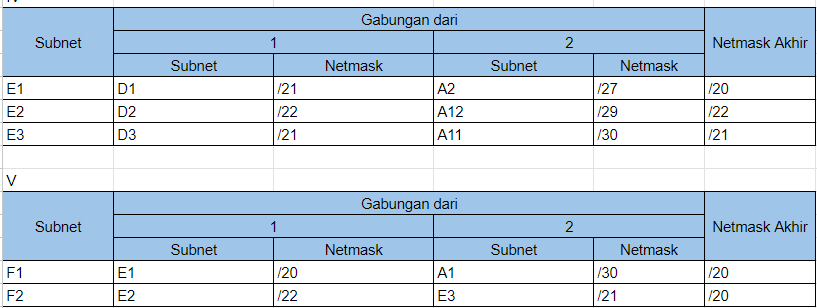 Subnet Gabungan dari Netmask Akhir
1 2
Subnet Netmask Subnet Netmask
E1 D1 /21 A2 /27 /20
E2 D2 /22 A12 /29 /22
E3 D3 /21 A11 /30 /21
V
Subnet Gabungan dari Netmask Akhir
1 2
Subnet Netmask Subnet Netmask
F1 E1 /20 A1 /30 /20
F2 E2 /22 E3 /21 /20